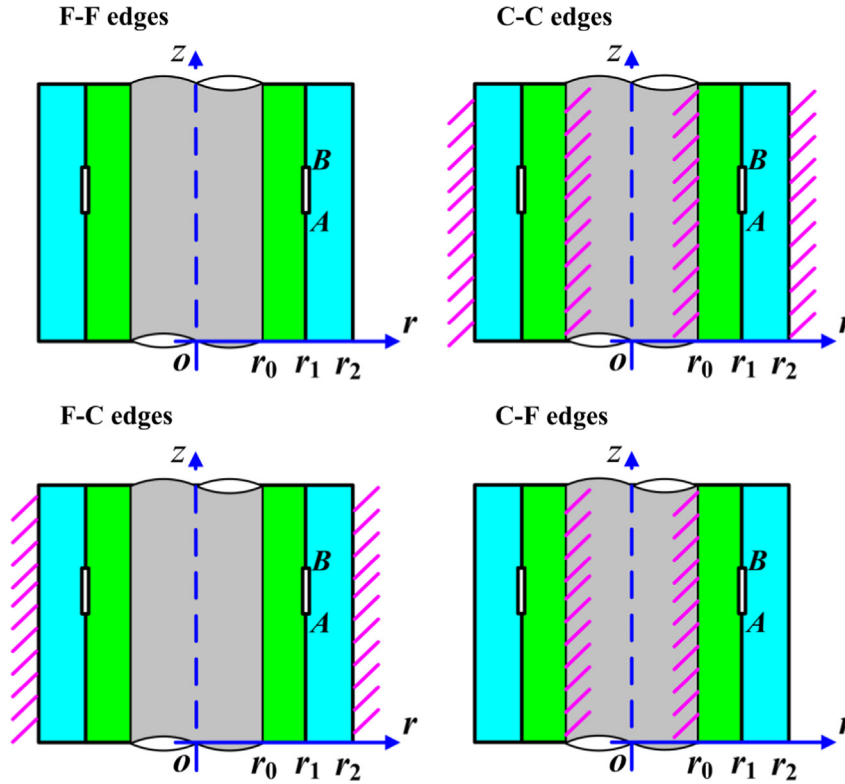 F-F edges
z
B
A
r
o r0 r1 r2
C-C edges
z
B
A
r
o r0 r1 r2
F-C edges
z
B
A
r
o r0 r1 r2
C-F edges
z
B
A
r
o r0 r1 r2